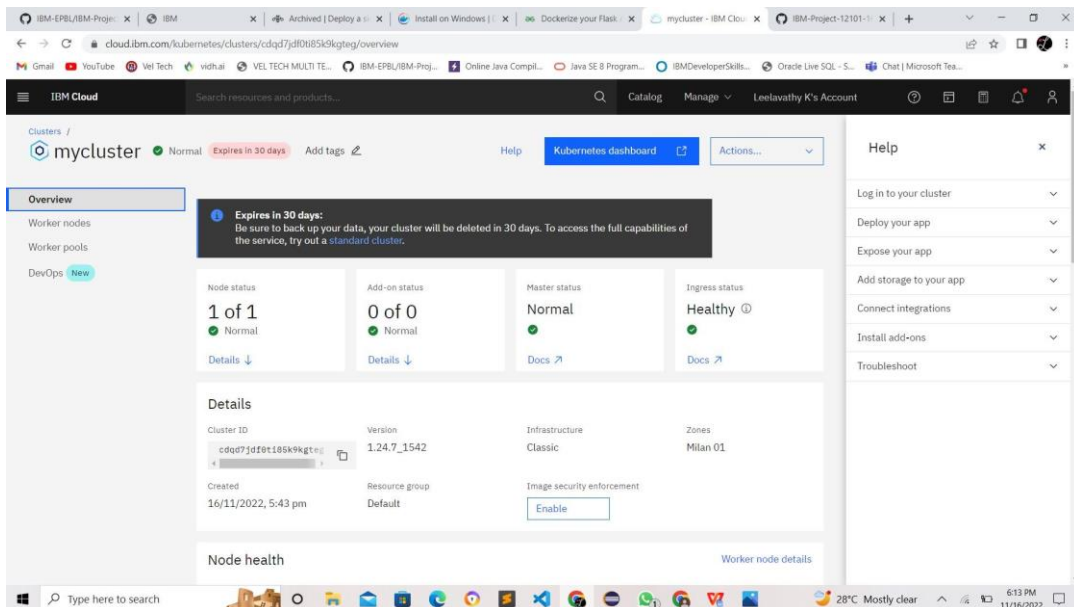 IBM-EPBL/IBM-Projec
IBM
Archived | Deploy a
Install on Windows |
Dockerize your Flask
mycluster - IBM Clou
IBM-Project-12101-1
cloud.ibm.com/kubernetes/clusters/cdqd7jdf0ti85k9kgteg/overview
Gmail
YouTube
Vel Tech
vidh.ai
VEL TECH MULTI TE...
IBM-EPBL/IBM-Proj...
Online Java Compil...
Java SE 8 Program...
IBMDeveloperSkills...
Oracle Live SQL - S...
Chat | Microsoft Tea...
IBM Cloud
Search resources and products...
Catalog
Manage
Leelavathy K's Account
Clusters /
mycluster
Normal
Expires in 30 days
Add tags
Help
Kubernetes dashboard
Actions...
Overview
Worker nodes
Worker pools
DevOps New
Expires in 30 days:
Be sure to back up your data, your cluster will be deleted in 30 days. To access the full capabilities of
the service, try out a standard cluster.
Node status
1 of 1
Normal
Details ↓
Add-on status
0 of 0
Normal
Details ↓
Master status
Normal
Docs ↗
Ingress status
Healthy
Docs ↗
Details
Cluster ID
cdqd7jdf0ti85k9kgteg
Version
1.24.7_1542
Infrastructure
Classic
Zones
Milan 01
Created
16/11/2022, 5:43 pm
Resource group
Default
Image security enforcement
Enable
Node health
Worker node details
Help
Log in to your cluster
Deploy your app
Expose your app
Add storage to your app
Connect integrations
Install add-ons
Troubleshoot
Type here to search
28°C Mostly clear
6:13 PM
11/16/2022